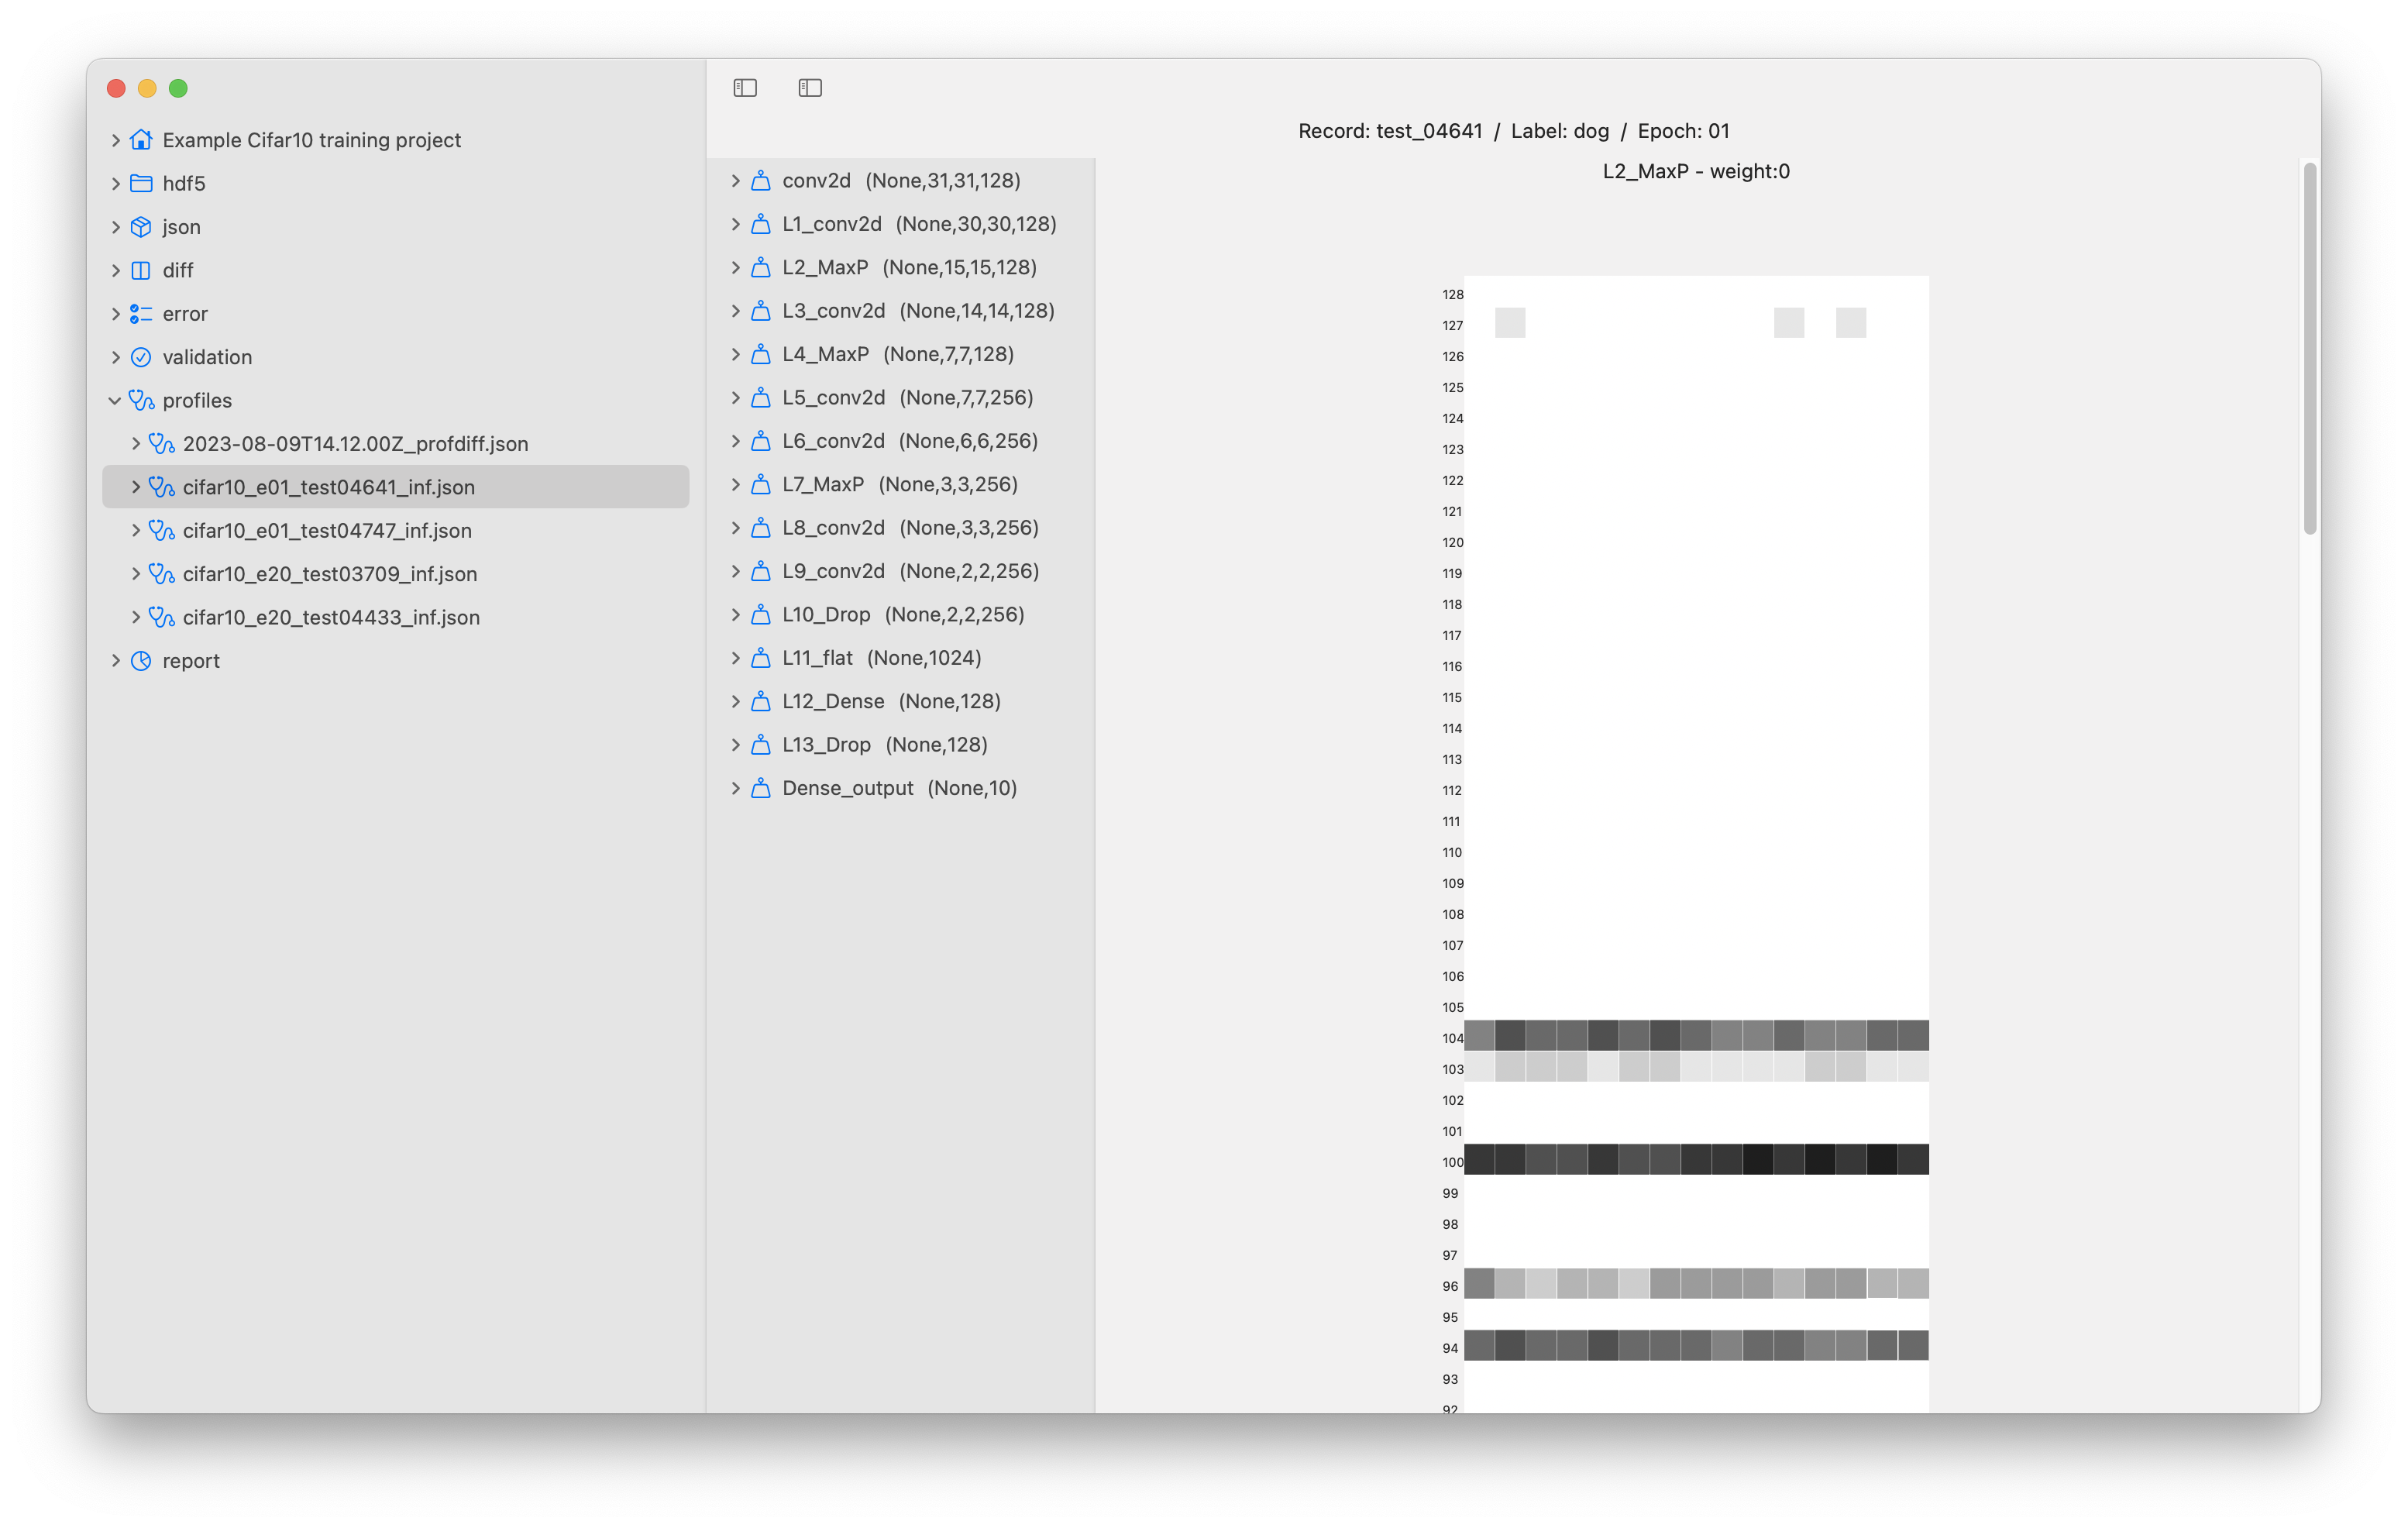 Example Cifar10 training project
hdf5
json
diff
error
validation
profiles
2023-08-09T14.12.00Z_profdiff.json
cifar10_e01_test04641_inf.json
cifar10_e01_test04747_inf.json
cifar10_e20_test03709_inf.json
cifar10_e20_test04433_inf.json
report
Record: test_04641 / Label: dog / Epoch: 01
conv2d (None,31,31,128)
L1_conv2d (None,30,30,128)
L2_MaxP (None,15,15,128)
L3_conv2d (None,14,14,128)
L4_MaxP (None,7,7,128)
L5_conv2d (None,7,7,256)
L6_conv2d (None,6,6,256)
L7_MaxP (None,3,3,256)
L8_conv2d (None,3,3,256)
L9_conv2d (None,2,2,256)
L10_Drop (None,2,2,256)
L11_flat (None,1024)
L12_Dense (None,128)
L13_Drop (None,128)
Dense_output (None,10)
L2_MaxP - weight:0
128
127
126
125
124
123
122
121
120
119
118
117
116
115
114
113
112
111
110
109
108
107
106
105
104
103
102
101
100
99
98
97
96
95
94
93
92